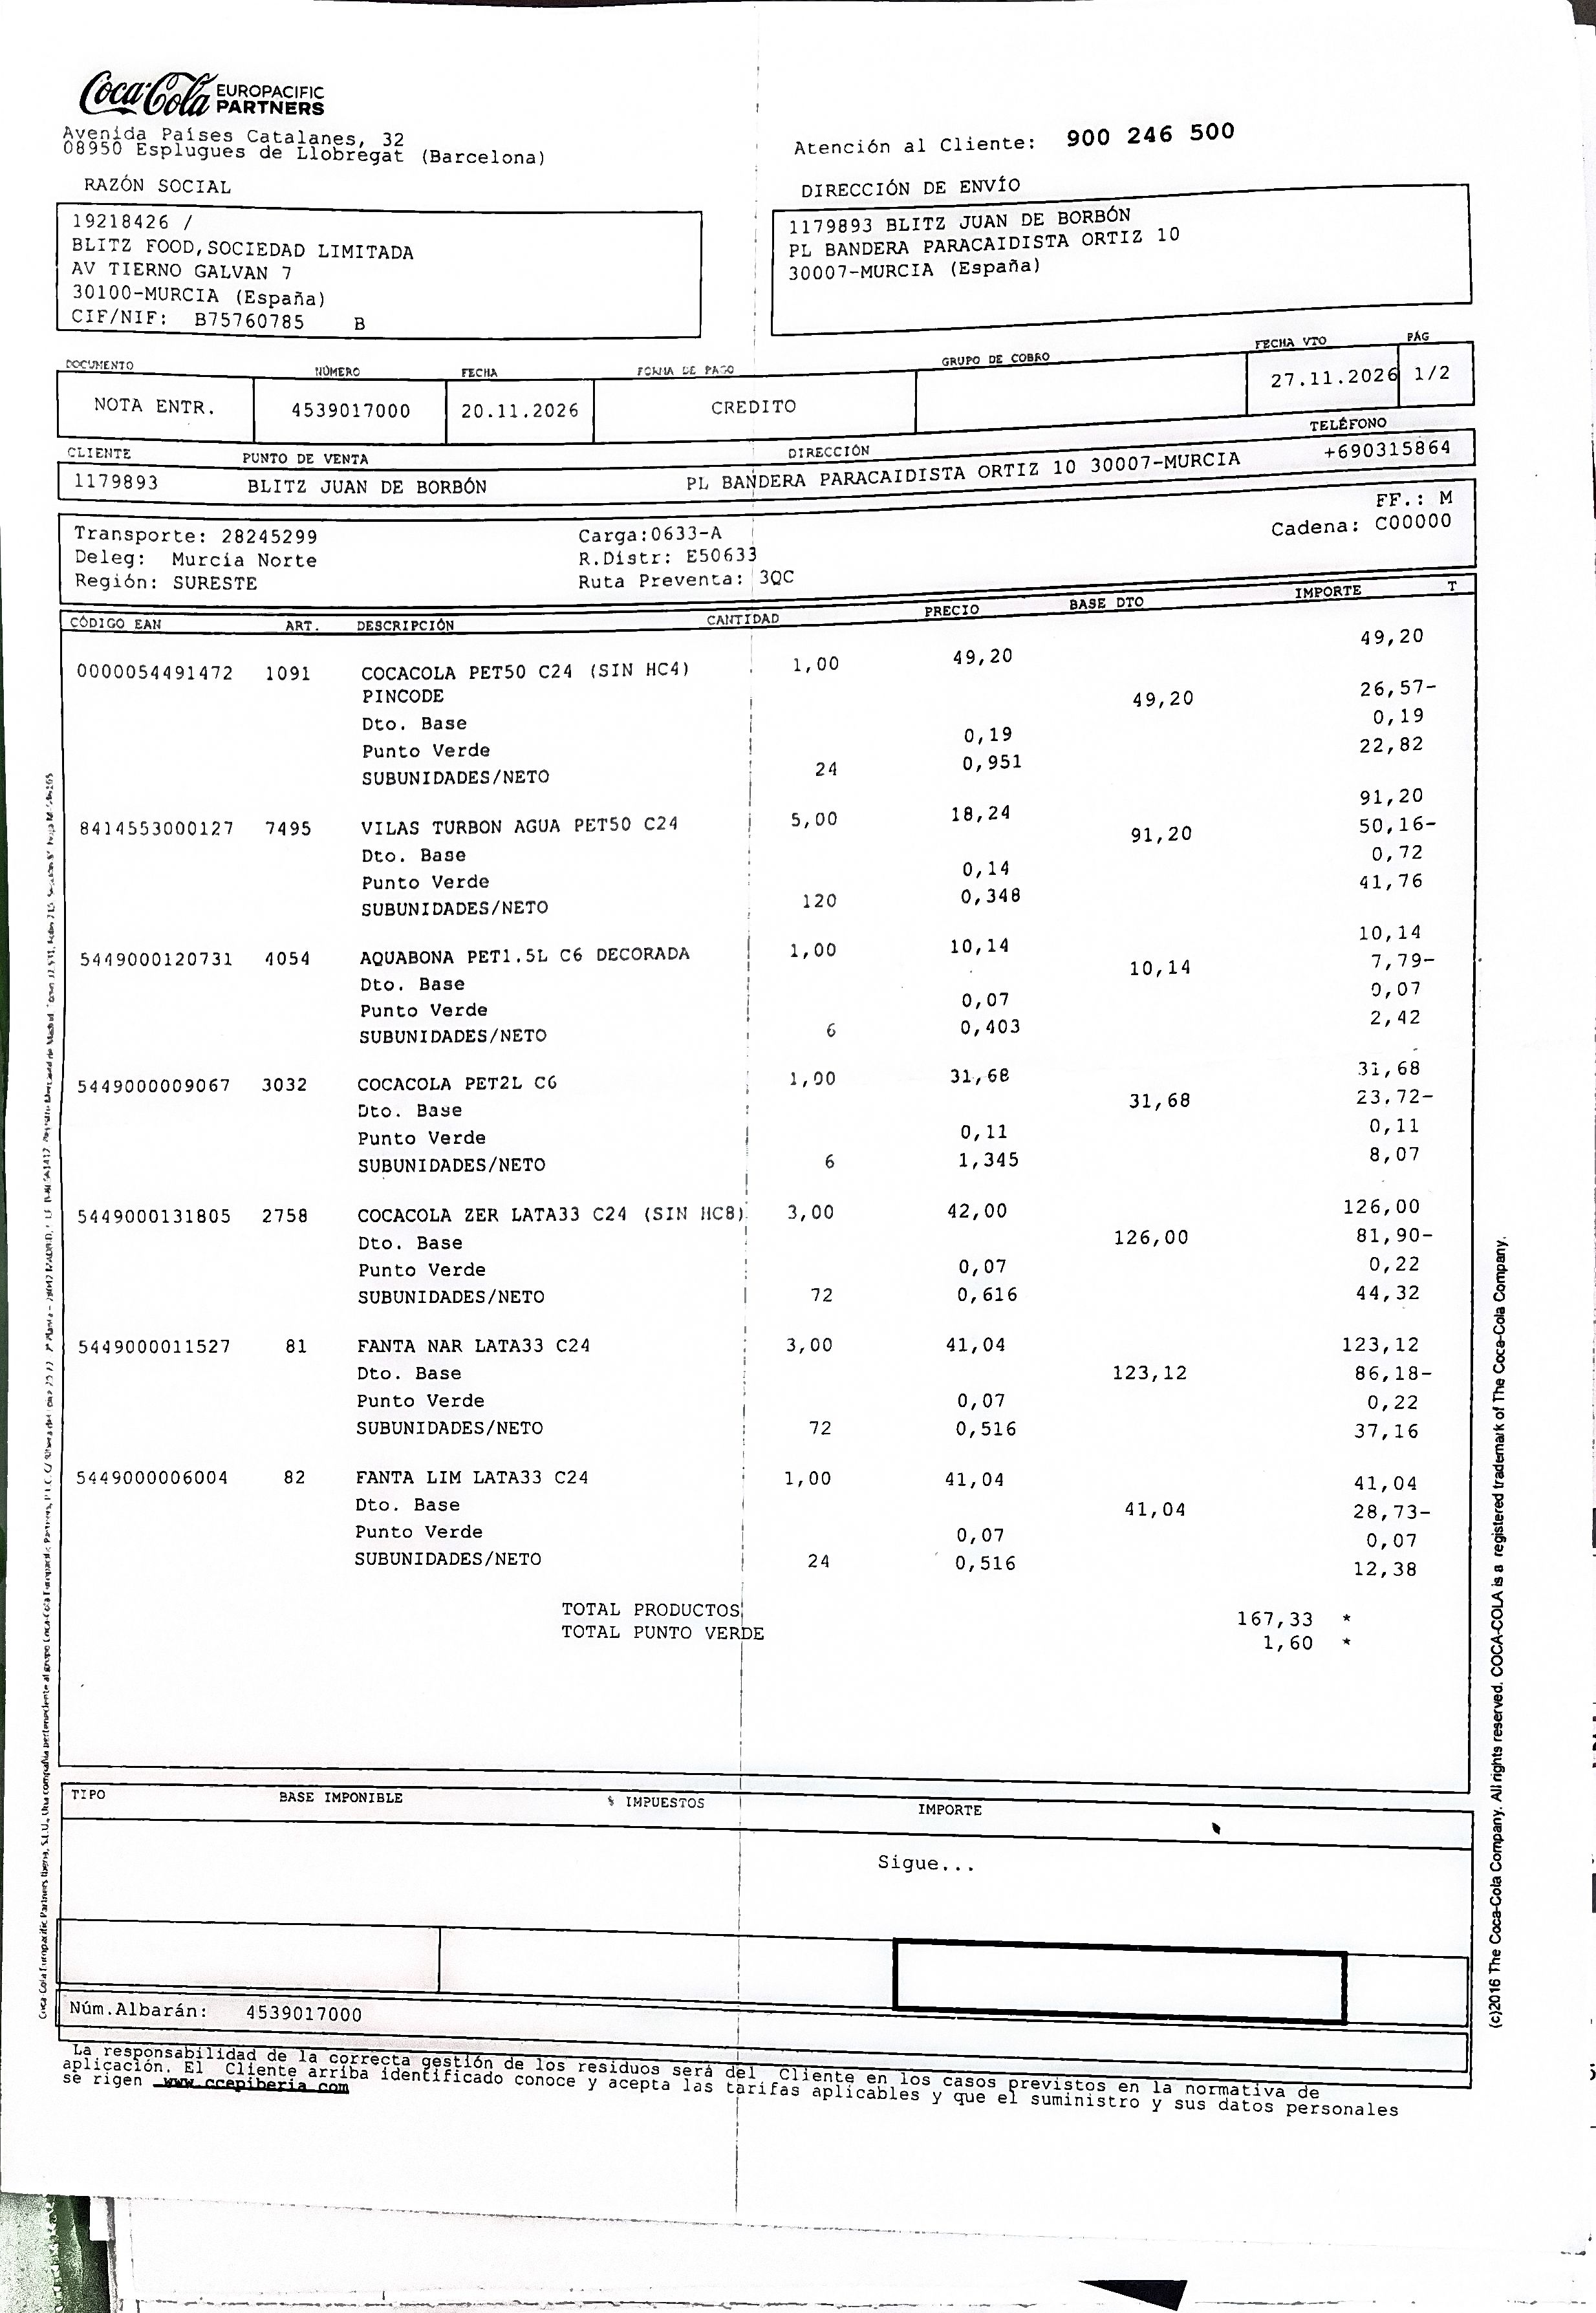 Coca-Cola EUROPACIFIC
PARTNERS
Avenida Países Catalanes, 32
08950 Esplugues de Llobregat (Barcelona)
Atención al Cliente: 900 246 500
RAZÓN SOCIAL
19218426 /
BLITZ FOOD, SOCIEDAD LIMITADA
AV TIERNO GALVAN 7
30100-MURCIA (España)
CIF/NIF: B75760785 B
DIRECCIÓN DE ENVÍO
1179893 BLITZ JUAN DE BORBÓN
PL BANDERA PARACAIDISTA ORTIZ 10
30007-MURCIA (España)
DOCUMENTO NÚMERO FECHA FORMA DE PAGO GRUPO DE COBRO FECHA VTO PÁG
NOTA ENTR. 4539017000 20.11.2026 CREDITO 27.11.2026 1/2
CLIENTE PUNTO DE VENTA DIRECCIÓN TELÉFONO
1179893 BLITZ JUAN DE BORBÓN PL BANDERA PARACAIDISTA ORTIZ 10 30007-MURCIA +690315864
Transporte: 28245299 Carga:0633-A FF.: M
Deleg: Murcia Norte R.Distr: E50633 Cadena: C00000
Región: SURESTE Ruta Preventa: 3QC
CÓDIGO EAN ART. DESCRIPCIÓN CANTIDAD PRECIO BASE DTO IMPORTE T
0000054491472 1091 COCACOLA PET50 C24 (SIN HC4) 1,00 49,20 49,20
PINCODE
Dto. Base 49,20 26,57-
Punto Verde 0,19 0,19
SUBUNIDADES/NETO 24 0,951 22,82
8414553000127 7495 VILAS TURBON AGUA PET50 C24 5,00 18,24 91,20
Dto. Base 91,20 50,16-
Punto Verde 0,14 0,72
SUBUNIDADES/NETO 120 0,348 41,76
5449000120731 4054 AQUABONA PET1.5L C6 DECORADA 1,00 10,14 10,14
Dto. Base 10,14 7,79-
Punto Verde 0,07 0,07
SUBUNIDADES/NETO 6 0,403 2,42
5449000009067 3032 COCACOLA PET2L C6 1,00 31,68 31,68
Dto. Base 31,68 23,72-
Punto Verde 0,11 0,11
SUBUNIDADES/NETO 6 1,345 8,07
5449000131805 2758 COCACOLA ZER LATA33 C24 (SIN HC8) 3,00 42,00 126,00
Dto. Base 126,00 81,90-
Punto Verde 0,07 0,22
SUBUNIDADES/NETO 72 0,616 44,32
5449000011527 81 FANTA NAR LATA33 C24 3,00 41,04 123,12
Dto. Base 123,12 86,18-
Punto Verde 0,07 0,22
SUBUNIDADES/NETO 72 0,516 37,16
5449000006004 82 FANTA LIM LATA33 C24 1,00 41,04 41,04
Dto. Base 41,04 28,73-
Punto Verde 0,07 0,07
SUBUNIDADES/NETO 24 0,516 12,38
TOTAL PRODUCTOS 167,33 *
TOTAL PUNTO VERDE 1,60 *
TIPO BASE IMPONIBLE % IMPUESTOS IMPORTE
Sigue...
Núm.Albarán: 4539017000
La responsabilidad de la correcta gestión de los residuos será del Cliente en los casos previstos en la normativa de
aplicación. El Cliente arriba identificado conoce y acepta las tarifas aplicables y que el suministro y sus datos personales
se rigen www.ccepiberia.com
(c)2016 The Coca-Cola Company. All rights reserved. COCA-COLA is a registered trademark of The Coca-Cola Company.